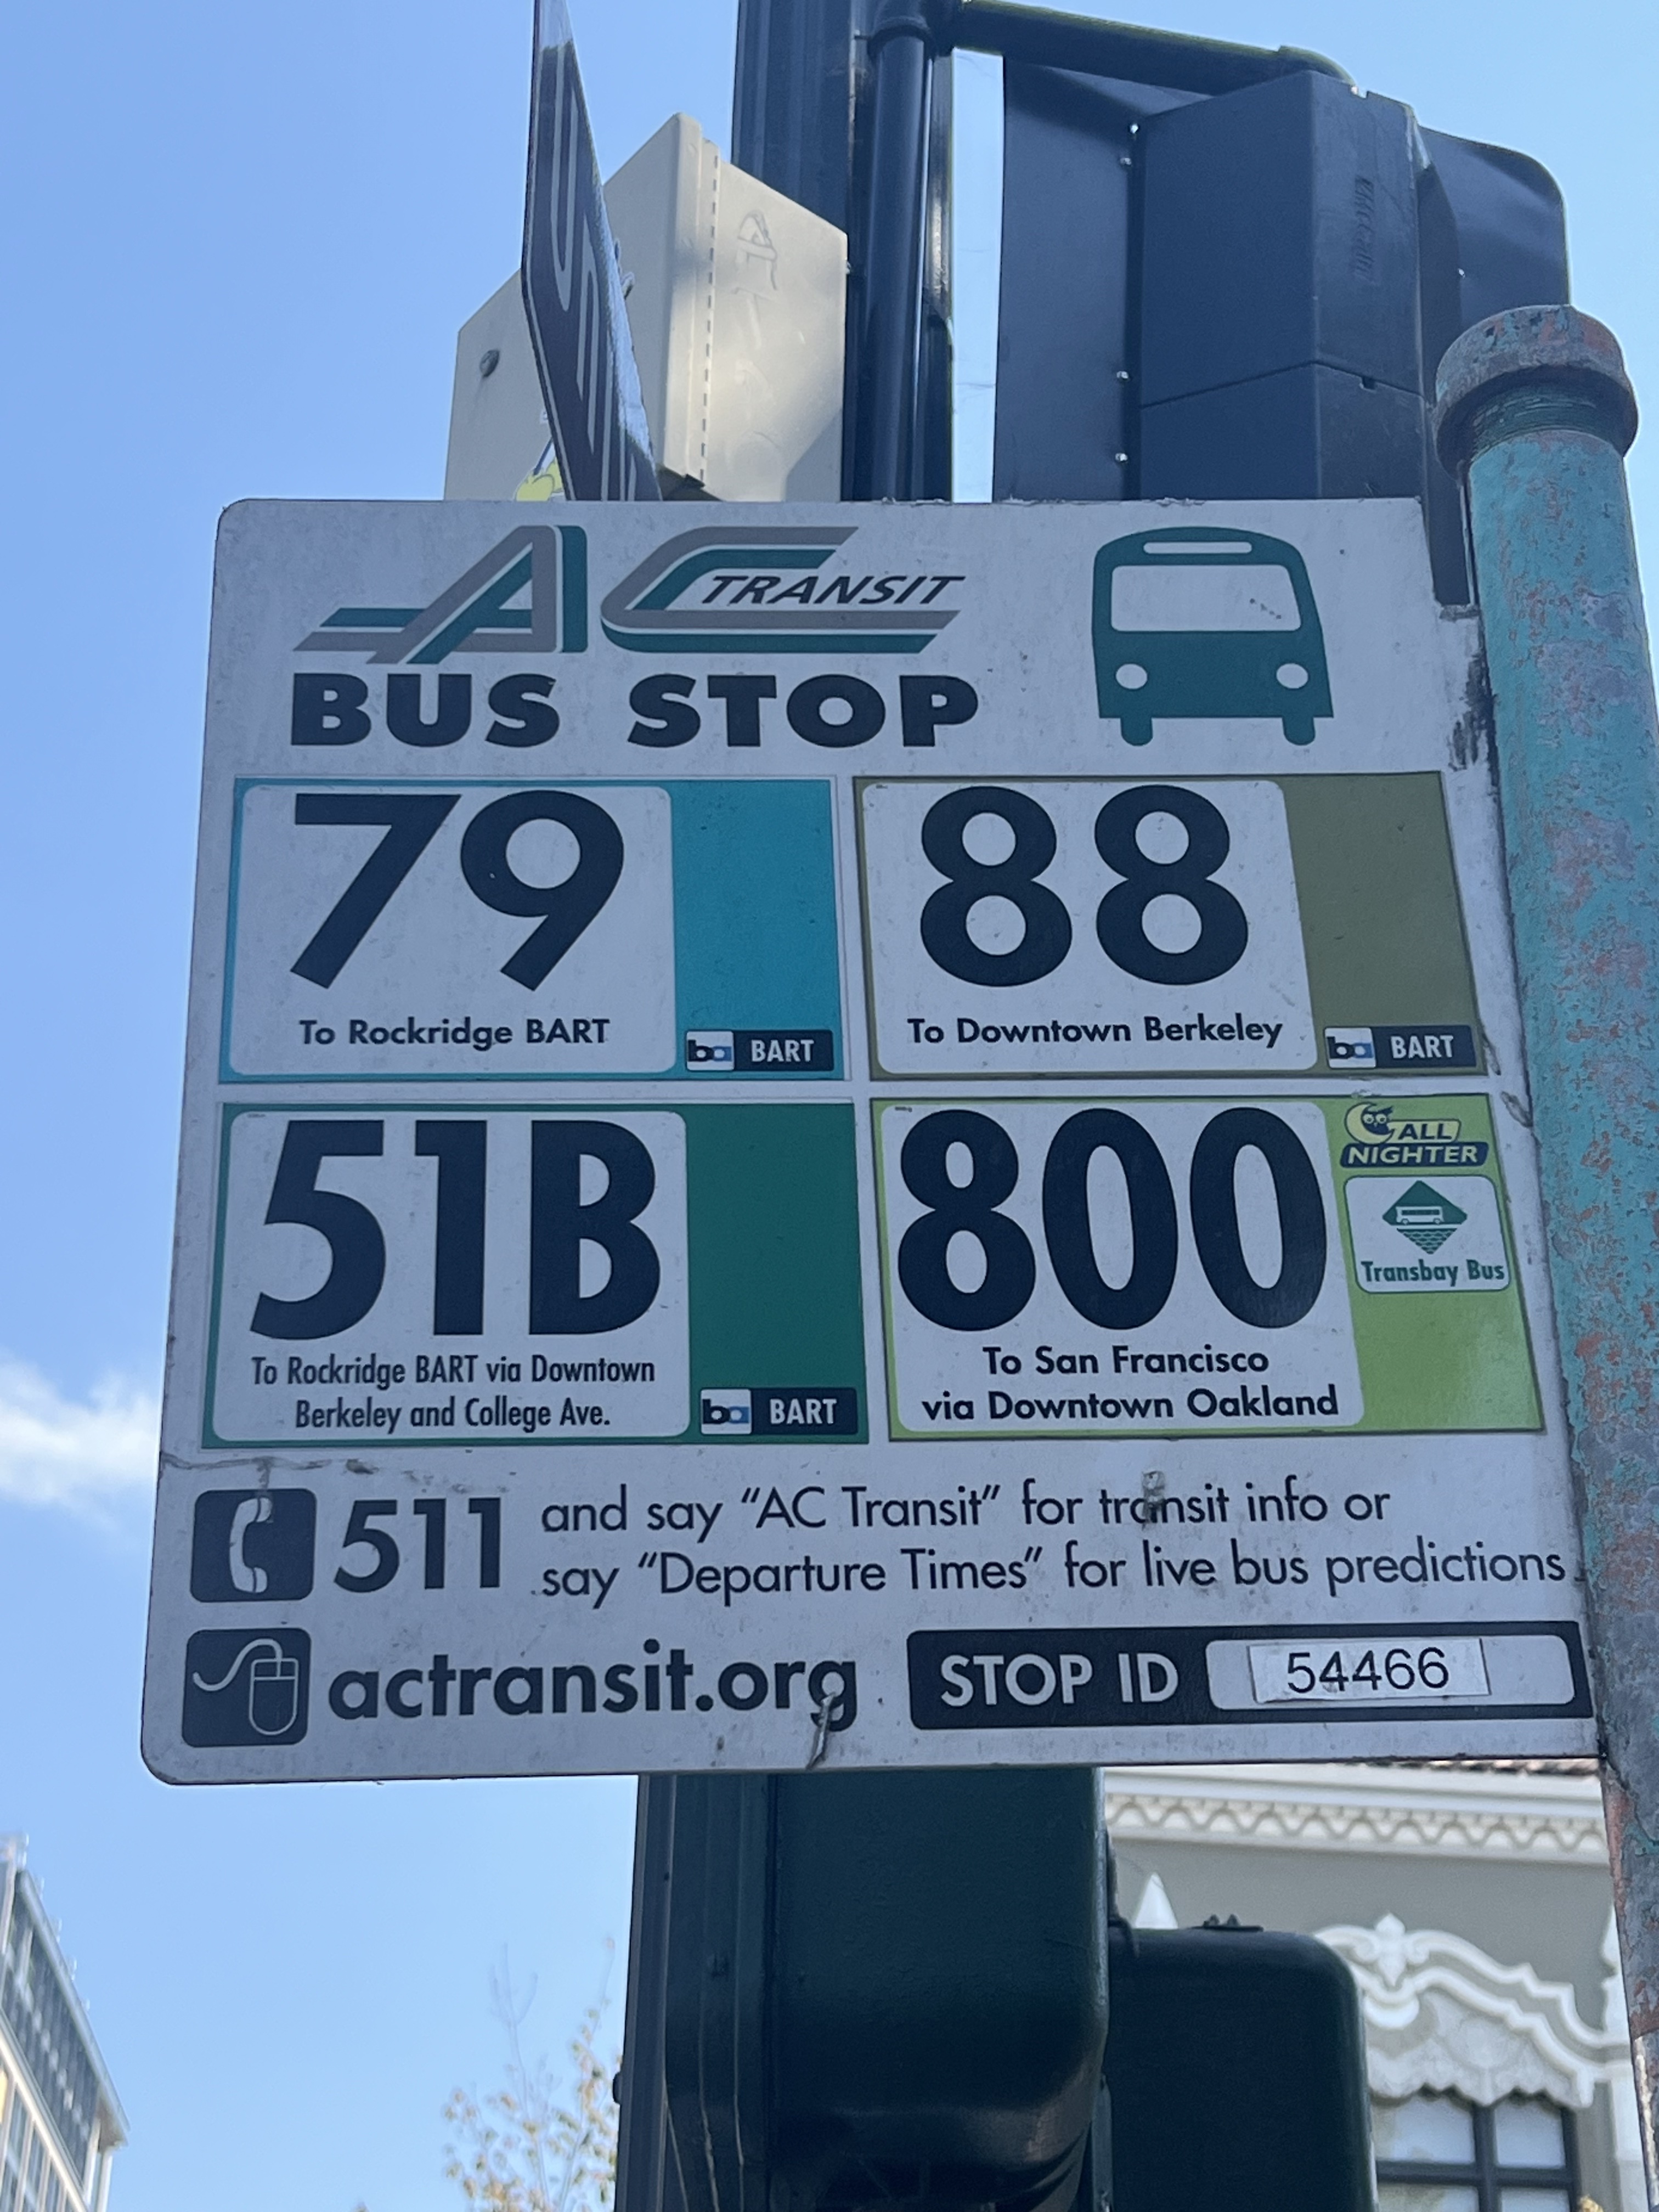 AC TRANSIT
BUS STOP
79
To Rockridge BART
ba BART
88
To Downtown Berkeley
ba BART
51B
To Rockridge BART via Downtown
Berkeley and College Ave.
ba BART
800
To San Francisco
via Downtown Oakland
ALL
NIGHTER
Transbay Bus
511 and say “AC Transit” for transit info or
say “Departure Times” for live bus predictions
actransit.org
STOP ID 54466